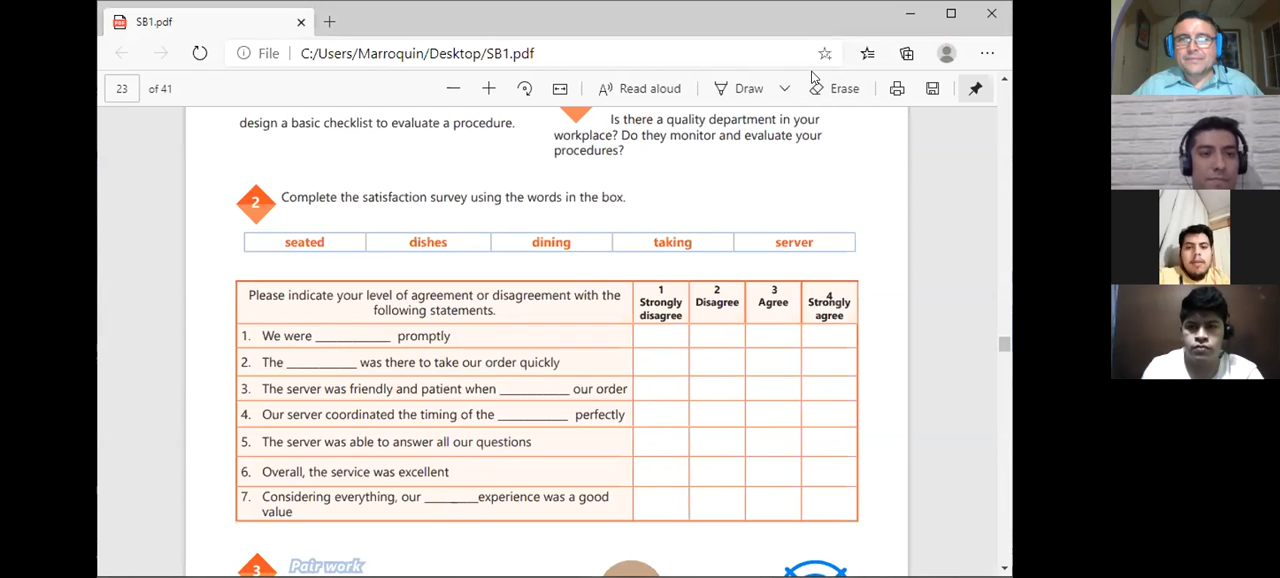 SB1.pdf
File
C:/Users/Marroquin/Desktop/SB1.pdf
23 of 41
Read aloud
Draw
Erase
design a basic checklist to evaluate a procedure.
Is there a quality department in your
workplace? Do they monitor and evaluate your
procedures?
2 Complete the satisfaction survey using the words in the box.
seated dishes dining taking server
Please indicate your level of agreement or disagreement with the
following statements.
1
Strongly
disagree
2
Disagree
3
Agree
4
Strongly
agree
1. We were ___________ promptly
2. The __________ was there to take our order quickly
3. The server was friendly and patient when __________ our order
4. Our server coordinated the timing of the __________ perfectly
5. The server was able to answer all our questions
6. Overall, the service was excellent
7. Considering everything, our ________experience was a good
value
3 Pair work